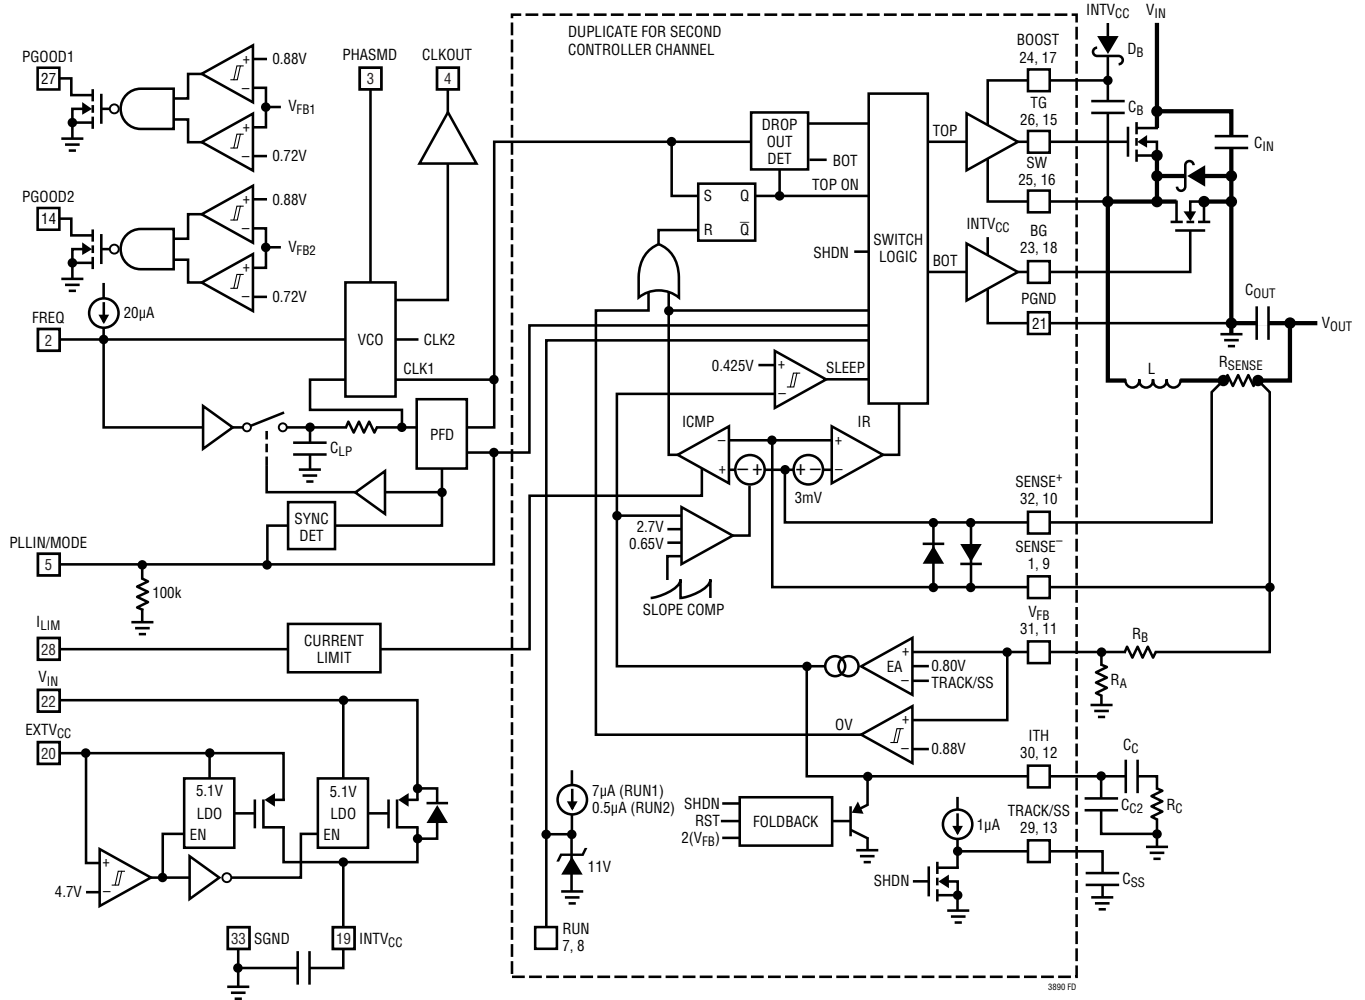 DUPLICATE FOR SECOND
CONTROLLER CHANNEL
INTVCC
VIN
DB
BOOST
24, 17
CB
TG
26, 15
CIN
SW
25, 16
INTVCC
BG
23, 18
PGND
21
COUT
VOUT
RSENSE
L
PGOOD1
27
+
−
0.88V
VFB1
+
−
0.72V
PHASMD
3
CLKOUT
4
PGOOD2
14
+
−
0.88V
VFB2
+
−
0.72V
FREQ
2
20µA
VCO
CLK2
CLK1
DROP
OUT
DET
BOT
TOP ON
S
Q
R
Q̅
SHDN
SWITCH
LOGIC
TOP
BOT
0.425V
+
−
SLEEP
CLP
PFD
SYNC
DET
ICMP
−
+
− +
+ −
3mV
IR
+
−
2.7V
0.65V
SLOPE COMP
SENSE+
32, 10
SENSE−
1, 9
PLLIN/MODE
5
100k
ILIM
28
CURRENT
LIMIT
VFB
31, 11
RB
RA
+
EA
−
0.80V
TRACK/SS
OV
+
−
0.88V
VIN
22
EXTVCC
20
5.1V
LDO
EN
5.1V
LDO
EN
+
−
4.7V
33
SGND
19
INTVCC
7µA (RUN1)
0.5µA (RUN2)
11V
RUN
7, 8
SHDN
RST
2(VFB)
FOLDBACK
ITH
30, 12
CC
CC2
RC
1µA
TRACK/SS
29, 13
SHDN
CSS
3890 FD